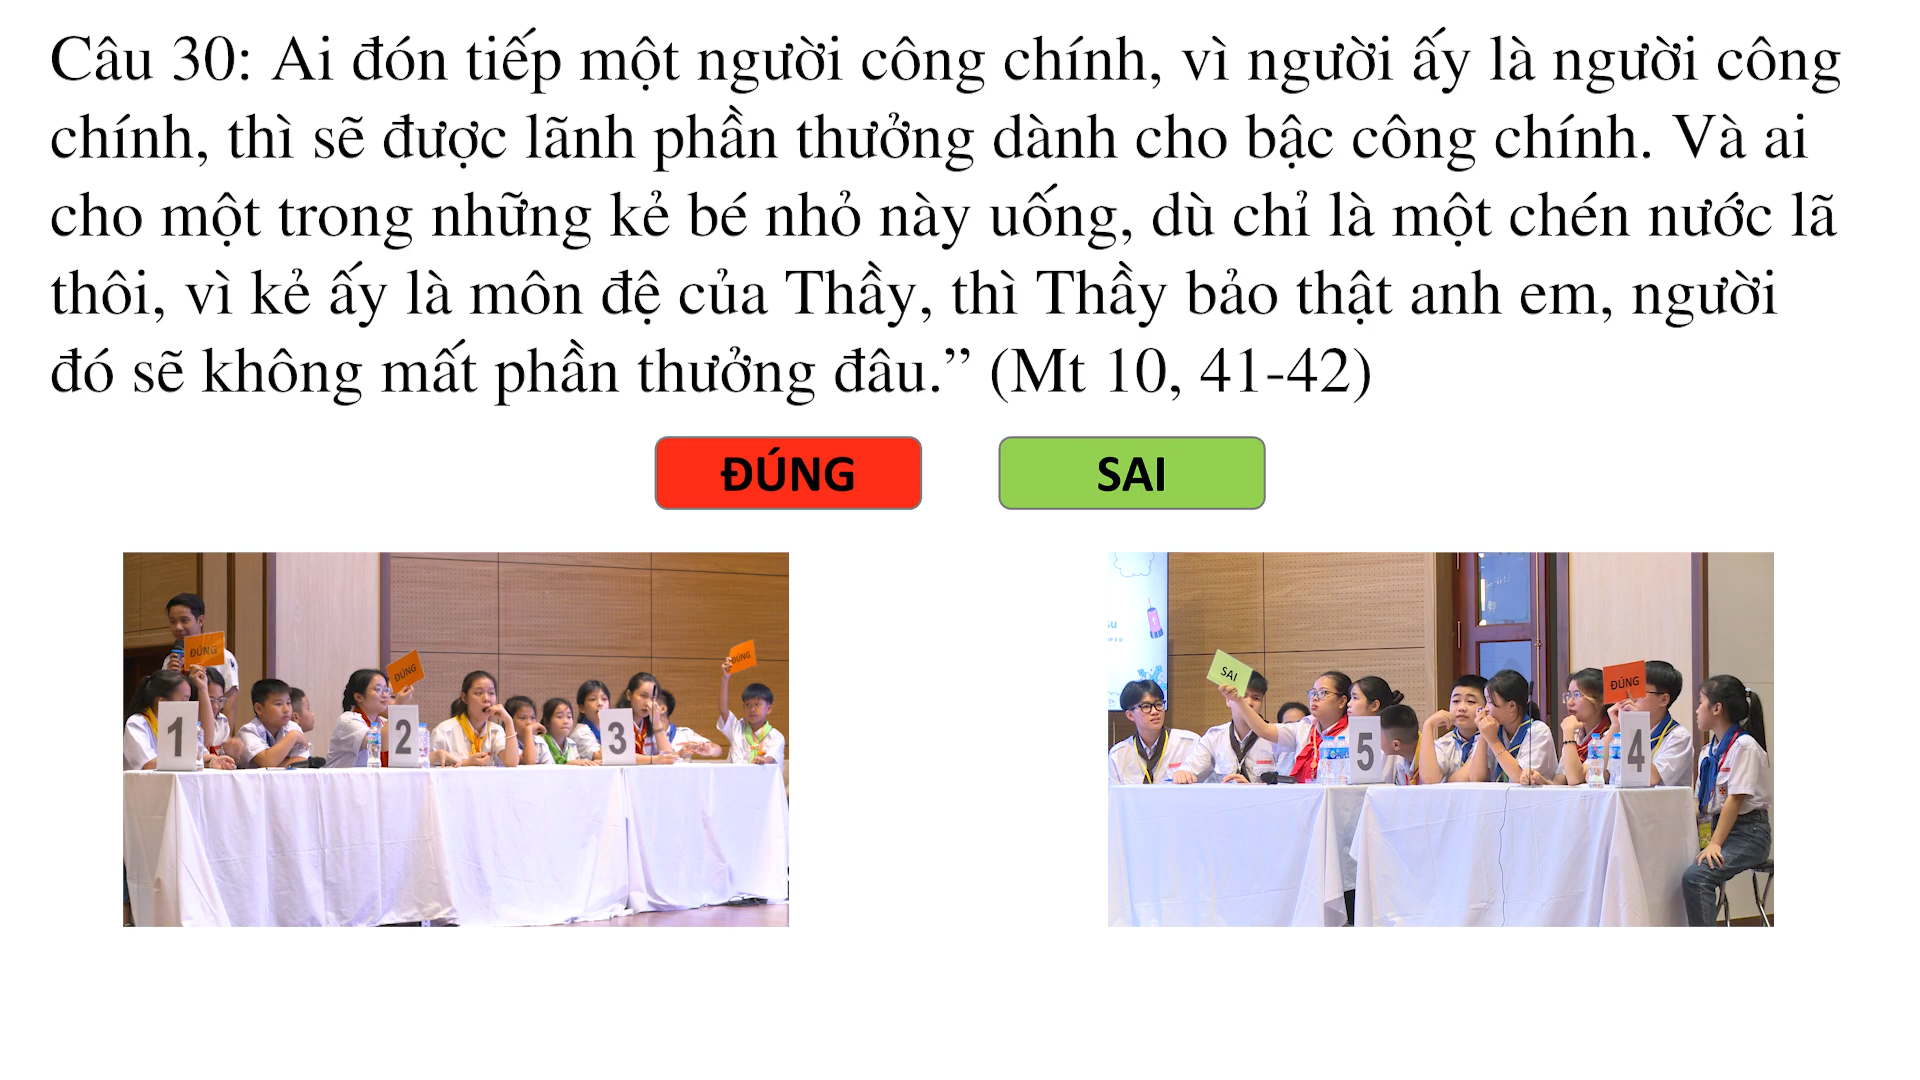 Câu 30: Ai đón tiếp một người công chính, vì người ấy là người công
chính, thì sẽ được lãnh phần thưởng dành cho bậc công chính. Và ai
cho một trong những kẻ bé nhỏ này uống, dù chỉ là một chén nước lã
thôi, vì kẻ ấy là môn đệ của Thầy, thì Thầy bảo thật anh em, người
đó sẽ không mất phần thưởng đâu.” (Mt 10, 41-42)
ĐÚNG
SAI
ĐÚNG
ĐÚNG
ĐÚNG
1
2
3
SAI
ĐÚNG
5
4